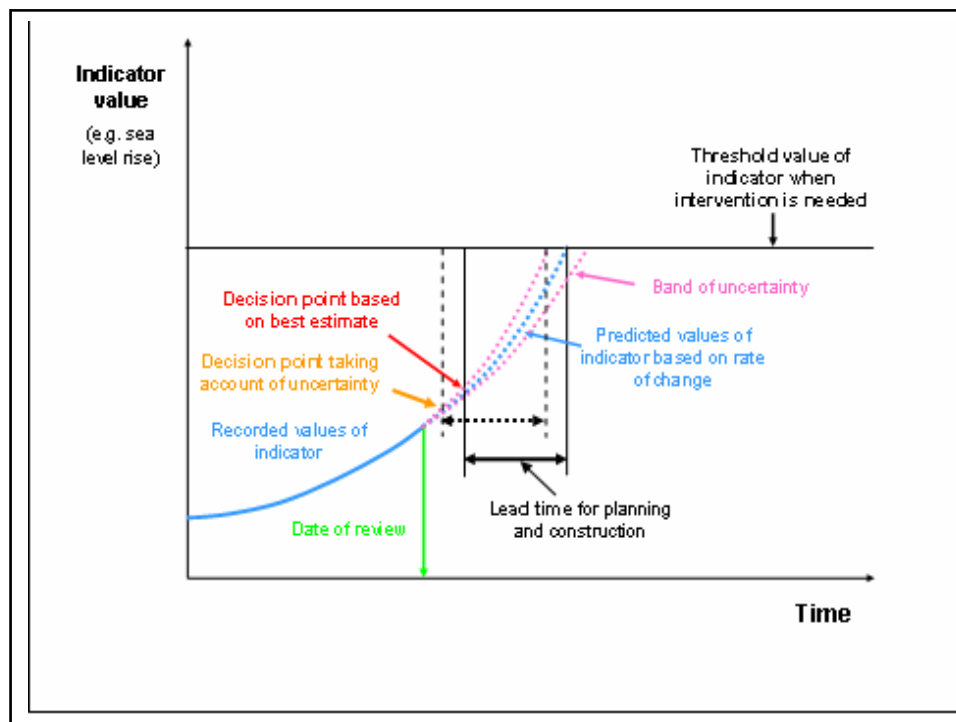 Indicator
value
(e.g. sea
level rise)
Threshold value of
indicator when
intervention is needed
Decision point based
on best estimate
Band of uncertainty
Decision point taking
account of uncertainty
Predicted values of
indicator based on rate
of change
Recorded values of
indicator
Lead time for planning
and construction
Date of review
Time